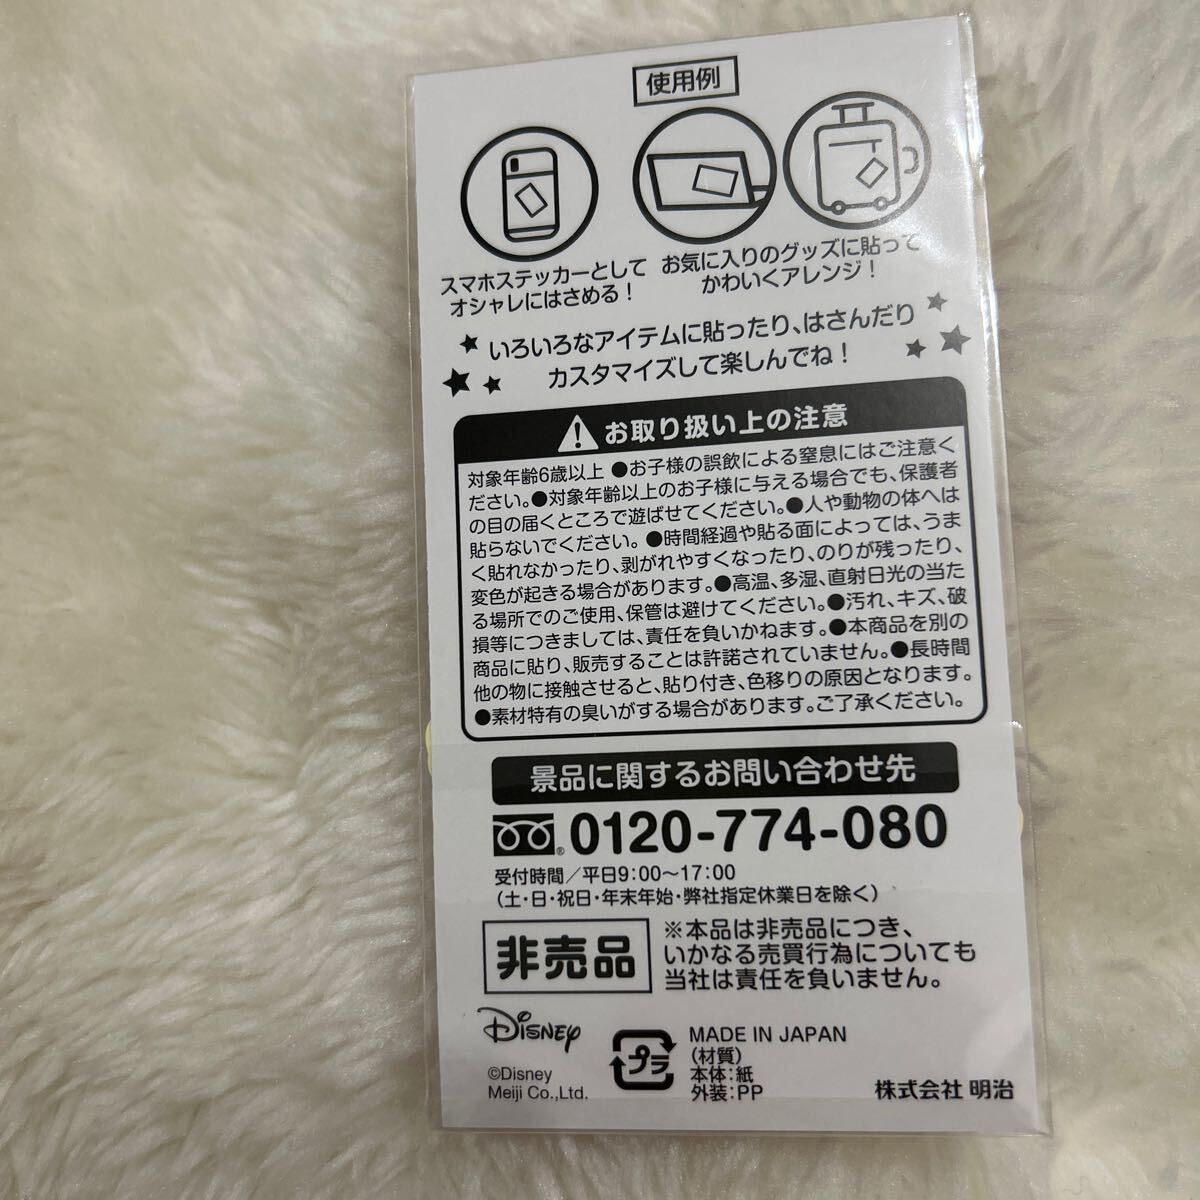 使用例
スマホステッカーとして
オシャレにはさめる！
お気に入りのグッズに貼って
かわいくアレンジ！
いろいろなアイテムに貼ったり、はさんだり
カスタマイズして楽しんでね！
お取り扱い上の注意
対象年齢6歳以上 ●お子様の誤飲による窒息にはご注意く
ださい。●対象年齢以上のお子様に与える場合でも、保護者
の目の届くところで遊ばせてください。●人や動物の体へは
貼らないでください。●時間経過や貼る面によっては、うま
く貼れなかったり、剥がれやすくなったり、のりが残ったり、
変色が起きる場合があります。●高温、多湿、直射日光の当た
る場所でのご使用、保管は避けてください。●汚れ、キズ、破
損等につきましては、責任を負いかねます。●本商品を別の
商品に貼り、販売することは許諾されていません。●長時間
他の物に接触させると、貼り付き、色移りの原因となります。
●素材特有の臭いがする場合があります。ご了承ください。
景品に関するお問い合わせ先
0120-774-080
受付時間／平日9:00～17:00
（土・日・祝日・年末年始・弊社指定休業日を除く）
非売品
※本品は非売品につき、
いかなる売買行為についても
当社は責任を負いません。
Disney
©Disney
Meiji Co.,Ltd.
プラ
MADE IN JAPAN
（材質）
本体：紙
外装：PP
株式会社 明治